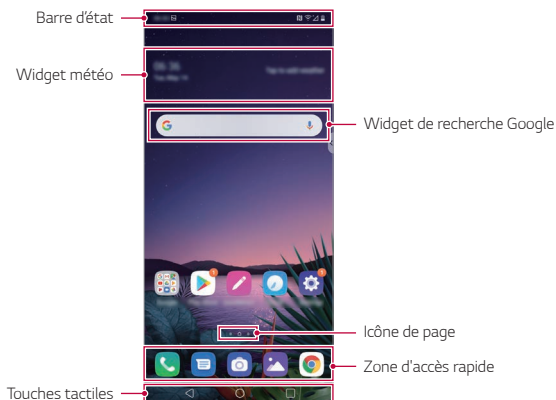 Barre d'état
Widget météo
Widget de recherche Google
Icône de page
Zone d'accès rapide
Touches tactiles